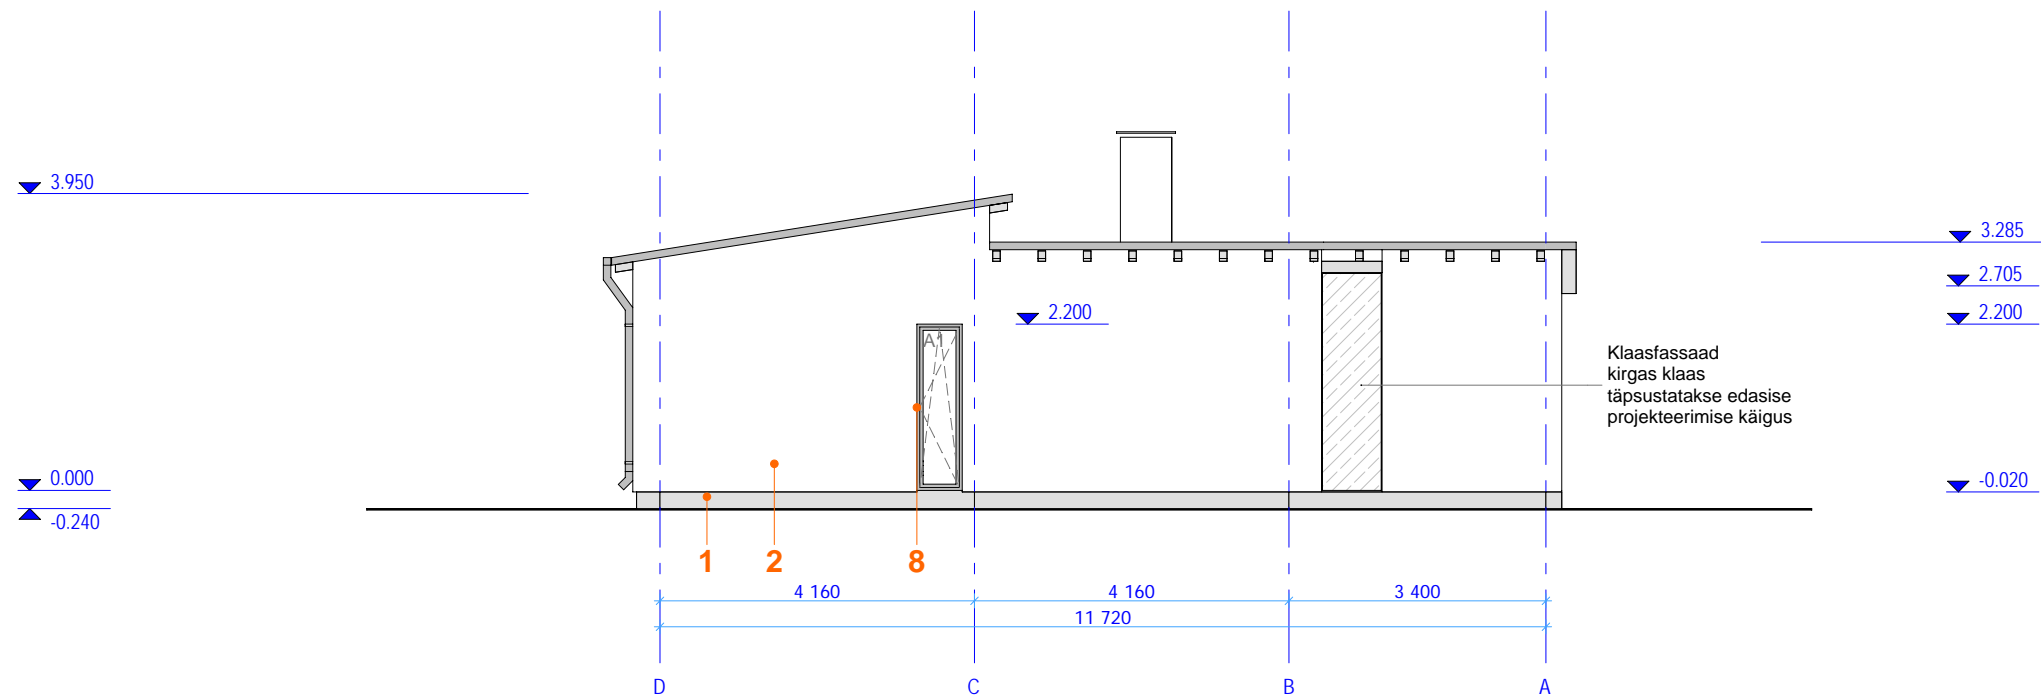 3.950
3.285
2.705
2.200
2.200
A1
Klaasfassaad
kirgas klaas
täpsustatakse edasise
projekteerimise käigus
0.000
-0.020
-0.240
1 2 8
4 160 4 160 3 400
11 720
D C B A